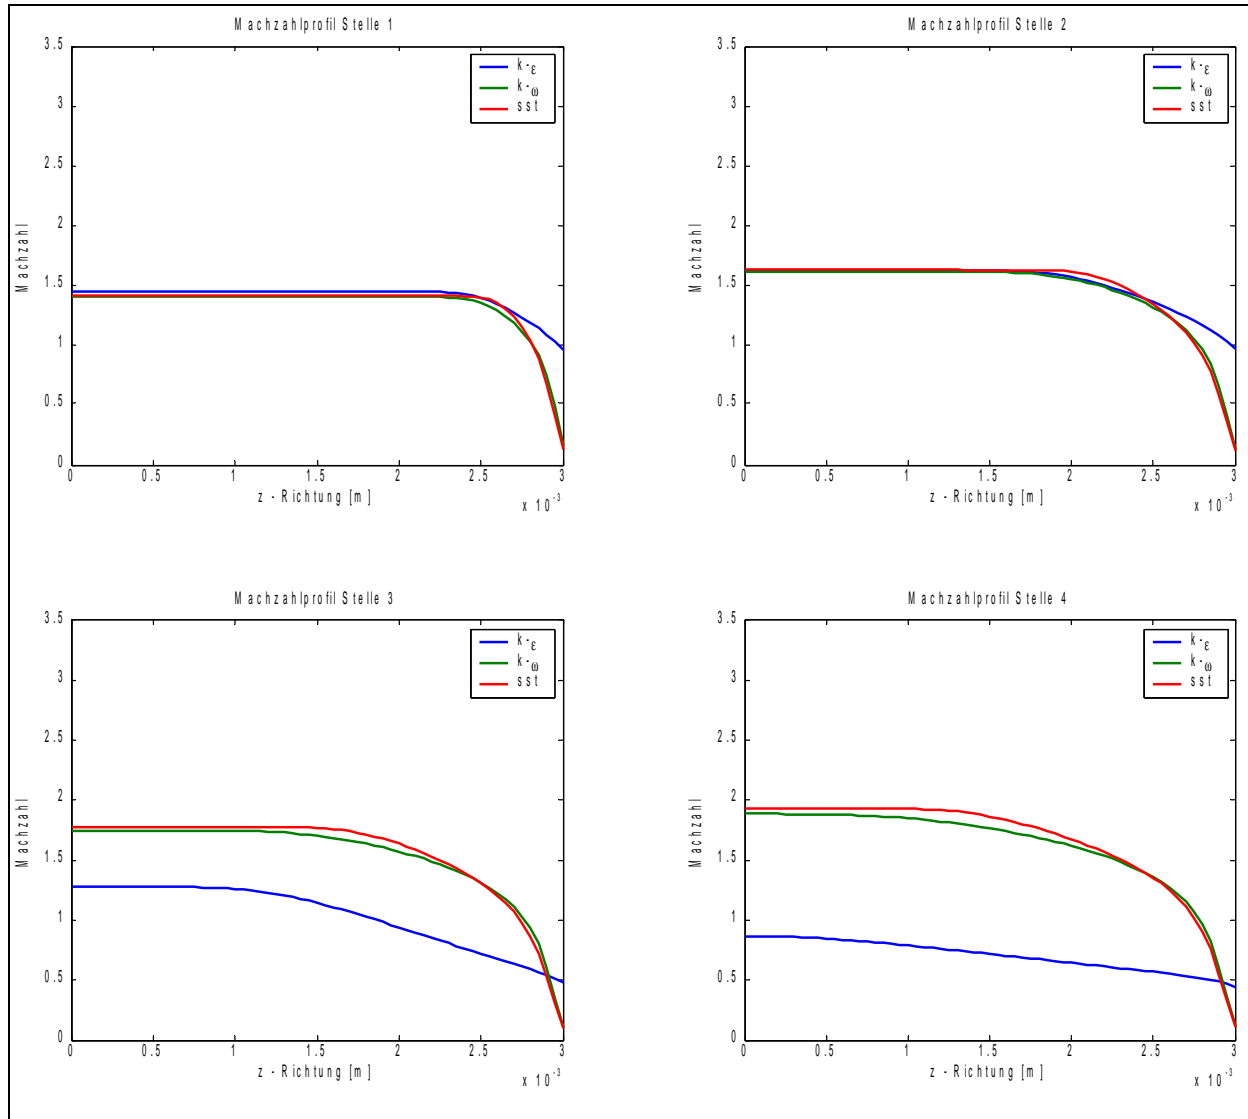 Machzahlprofil Stelle 1
3.5
3
2.5
2
1.5
1
0.5
0
Machzahl
k-ε
k-ω
sst
0 0.5 1 1.5 2 2.5 3
z - Richtung [m]
x 10^-3
Machzahlprofil Stelle 2
3.5
3
2.5
2
1.5
1
0.5
0
Machzahl
k-ε
k-ω
sst
0 0.5 1 1.5 2 2.5 3
z - Richtung [m]
x 10^-3
Machzahlprofil Stelle 3
3.5
3
2.5
2
1.5
1
0.5
0
Machzahl
k-ε
k-ω
sst
0 0.5 1 1.5 2 2.5 3
z - Richtung [m]
x 10^-3
Machzahlprofil Stelle 4
3.5
3
2.5
2
1.5
1
0.5
0
Machzahl
k-ε
k-ω
sst
0 0.5 1 1.5 2 2.5 3
z - Richtung [m]
x 10^-3